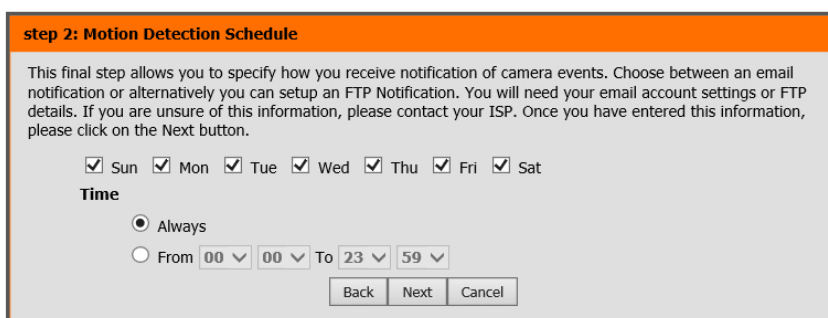 step 2: Motion Detection Schedule
This final step allows you to specify how you receive notification of camera events. Choose between an email
notification or alternatively you can setup an FTP Notification. You will need your email account settings or FTP
details. If you are unsure of this information, please contact your ISP. Once you have entered this information,
please click on the Next button.
Sun Mon Tue Wed Thu Fri Sat
Time
Always
From 00 00 To 23 59
Back Next Cancel